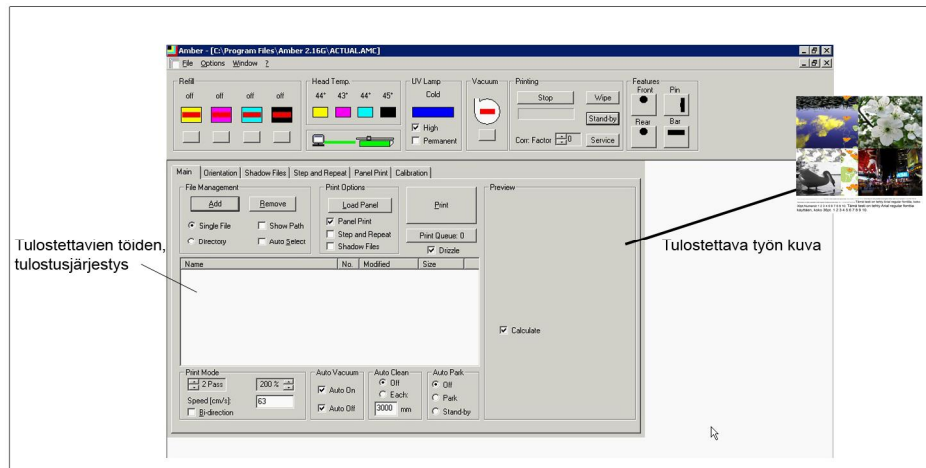 Amber - [C:\Program Files\Amber 2.16G\ACTUAL.AMC]
File Options Window ?
Refill
off off off off
Head Temp.
44° 43° 44° 45°
UV Lamp
Cold
High
Permanent
Vacuum
Printing
Stop Wipe
Stand-by
Corr. Factor 0 Service
Features
Front Pin
Rear Bar
Main Orientation Shadow Files Step and Repeat Panel Print Calibration
File Management
Add Remove
Single File Show Path
Directory Auto Select
Print Options
Load Panel
Panel Print
Step and Repeat
Shadow Files
Print
Print Queue: 0
Drizzle
Preview
Calculate
Name No. Modified Size
Print Mode
2 Pass 200 %
Speed [cm/s]: 63
Bi-direction
Auto Vacuum
Auto On
Auto Off
Auto Clean
Off
Each:
3000 mm
Auto Park
Off
Park
Stand-by
Tulostettavien töiden,
tulostusjärjestys
Tulostettava työn kuva